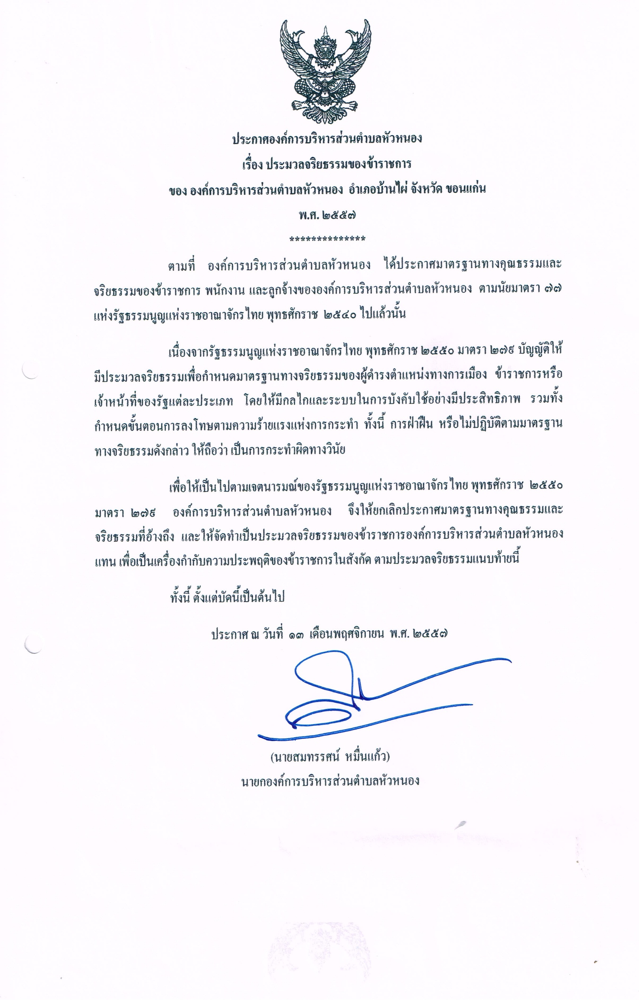 ประกาศองค์การบริหารส่วนตำบลหัวหนอง
เรื่อง ประมวลจริยธรรมของข้าราชการ
ของ องค์การบริหารส่วนตำบลหัวหนอง อำเภอบ้านไผ่ จังหวัด ขอนแก่น
พ.ศ. ๒๕๕๗
**************
ตามที่ องค์การบริหารส่วนตำบลหัวหนอง ได้ประกาศมาตรฐานทางคุณธรรมและ
จริยธรรมของข้าราชการ พนักงาน และลูกจ้างขององค์การบริหารส่วนตำบลหัวหนอง ตามนัยมาตรา ๗๗
แห่งรัฐธรรมนูญแห่งราชอาณาจักรไทย พุทธศักราช ๒๕๔๐ ไปแล้วนั้น
เนื่องจากรัฐธรรมนูญแห่งราชอาณาจักรไทย พุทธศักราช ๒๕๕๐ มาตรา ๒๗๙ บัญญัติให้
มีประมวลจริยธรรมเพื่อกำหนดมาตรฐานทางจริยธรรมของผู้ดำรงตำแหน่งทางการเมือง ข้าราชการหรือ
เจ้าหน้าที่ของรัฐแต่ละประเภท โดยให้มีกลไกและระบบในการบังคับใช้อย่างมีประสิทธิภาพ รวมทั้ง
กำหนดขั้นตอนการลงโทษตามความร้ายแรงแห่งการกระทำ ทั้งนี้ การฝ่าฝืน หรือไม่ปฏิบัติตามมาตรฐาน
ทางจริยธรรมดังกล่าว ให้ถือว่า เป็นการกระทำผิดทางวินัย
เพื่อให้เป็นไปตามเจตนารมณ์ของรัฐธรรมนูญแห่งราชอาณาจักรไทย พุทธศักราช ๒๕๕๐
มาตรา ๒๗๙ องค์การบริหารส่วนตำบลหัวหนอง จึงให้ยกเลิกประกาศมาตรฐานทางคุณธรรมและ
จริยธรรมที่อ้างถึง และให้จัดทำเป็นประมวลจริยธรรมของข้าราชการองค์การบริหารส่วนตำบลหัวหนอง
แทน เพื่อเป็นเครื่องกำกับความประพฤติของข้าราชการในสังกัด ตามประมวลจริยธรรมแนบท้ายนี้
ทั้งนี้ ตั้งแต่บัดนี้เป็นต้นไป
ประกาศ ณ วันที่ ๑๓ เดือนพฤศจิกายน พ.ศ. ๒๕๕๗
(นายสมทรรศน์ หมื่นแก้ว)
นายกองค์การบริหารส่วนตำบลหัวหนอง